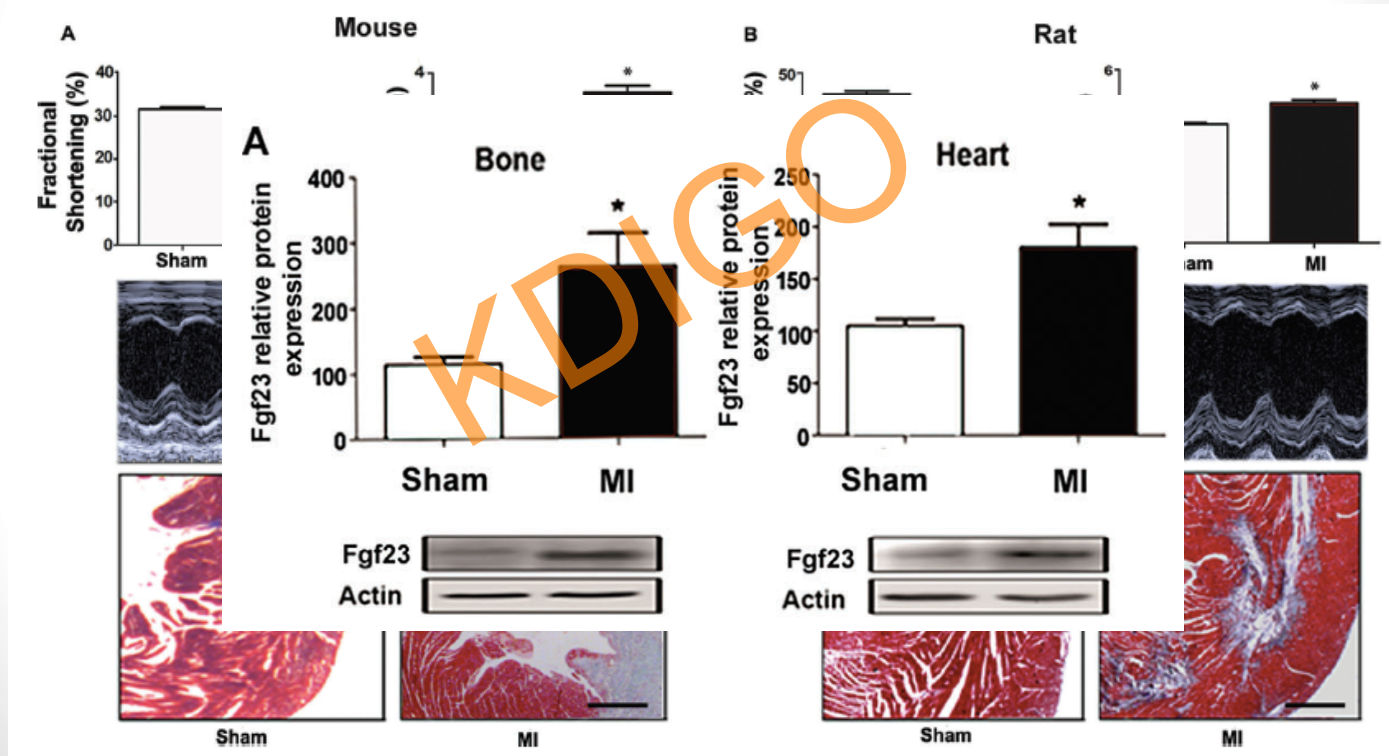 A
Mouse
B
Rat
40
30
20
10
0
Fractional
Shortening (%)
Sham
4
*
%)
50
6
*
MI
A
Bone
Fgf23 relative protein
expression
400
300
200
100
0
*
Sham
MI
Fgf23
Actin
Heart
Fgf23 relative protein
expression
250
200
150
100
50
0
*
Sham
MI
Fgf23
Actin
KDIGO
Sham
MI
Sham
MI